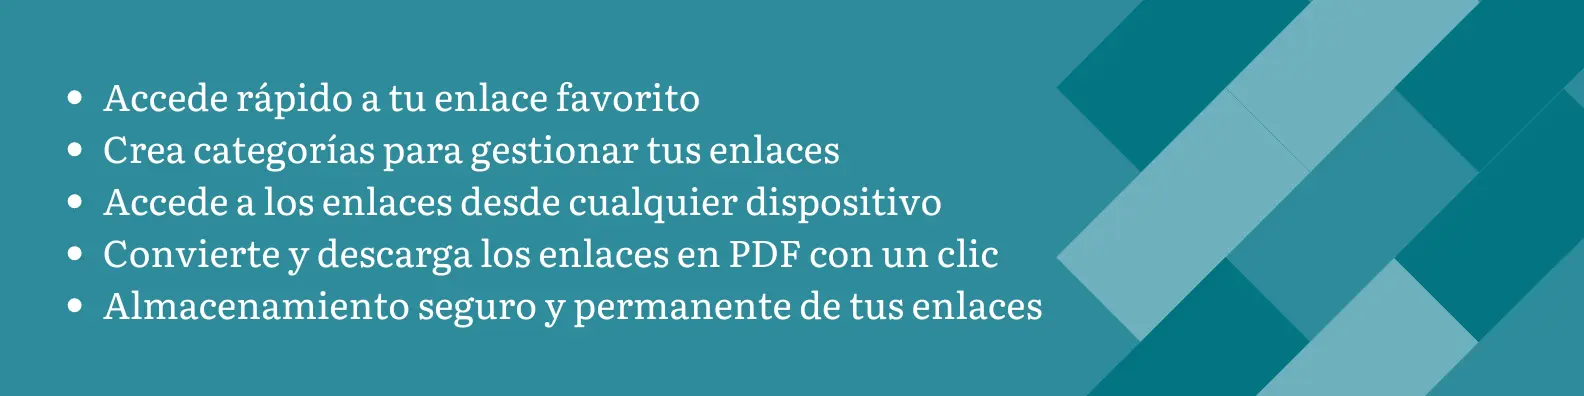 • Accede rápido a tu enlace favorito
• Crea categorías para gestionar tus enlaces
• Accede a los enlaces desde cualquier dispositivo
• Convierte y descarga los enlaces en PDF con un clic
• Almacenamiento seguro y permanente de tus enlaces